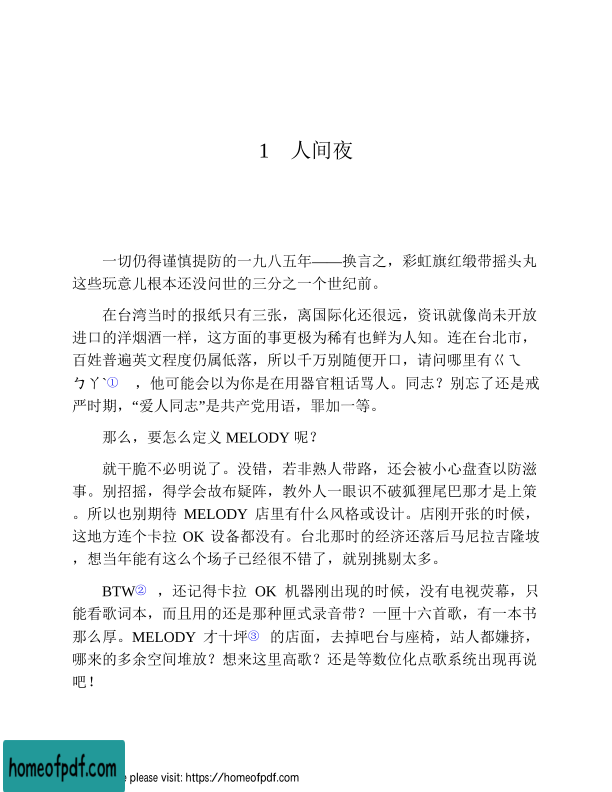 1 人间夜
一切仍得谨慎提防的一九八五年——换言之，彩虹旗红缎带摇头丸
这些玩意儿根本还没问世的三分之一个世纪前。
在台湾当时的报纸只有三张，离国际化还很远，资讯就像尚未开放
进口的洋烟酒一样，这方面的事更极为稀有也鲜为人知。连在台北市，
百姓普遍英文程度仍属低落，所以千万别随便开口，请问哪里有ㄍㄟ
ㄅㄚˋ① ，他可能会以为你是在用器官粗话骂人。同志？别忘了还是戒
严时期，“爱人同志”是共产党用语，罪加一等。
那么，要怎么定义 MELODY 呢？
就干脆不必明说了。没错，若非熟人带路，还会被小心盘查以防滋
事。别招摇，得学会故布疑阵，教外人一眼识不破狐狸尾巴那才是上策
。所以也别期待 MELODY 店里有什么风格或设计。店刚开张的时候，
这地方连个卡拉 OK 设备都没有。台北那时的经济还落后马尼拉吉隆坡
，想当年能有这么个场子已经很不错了，就别挑剔太多。
BTW② ，还记得卡拉 OK 机器刚出现的时候，没有电视荧幕，只
能看歌词本，而且用的还是那种匣式录音带？一匣十六首歌，有一本书
那么厚。MELODY 才十坪③ 的店面，去掉吧台与座椅，站人都嫌挤，
哪来的多余空间堆放？想来这里高歌？还是等数位化点歌系统出现再说
吧！
homeofpdf.com
please visit: https://homeofpdf.com